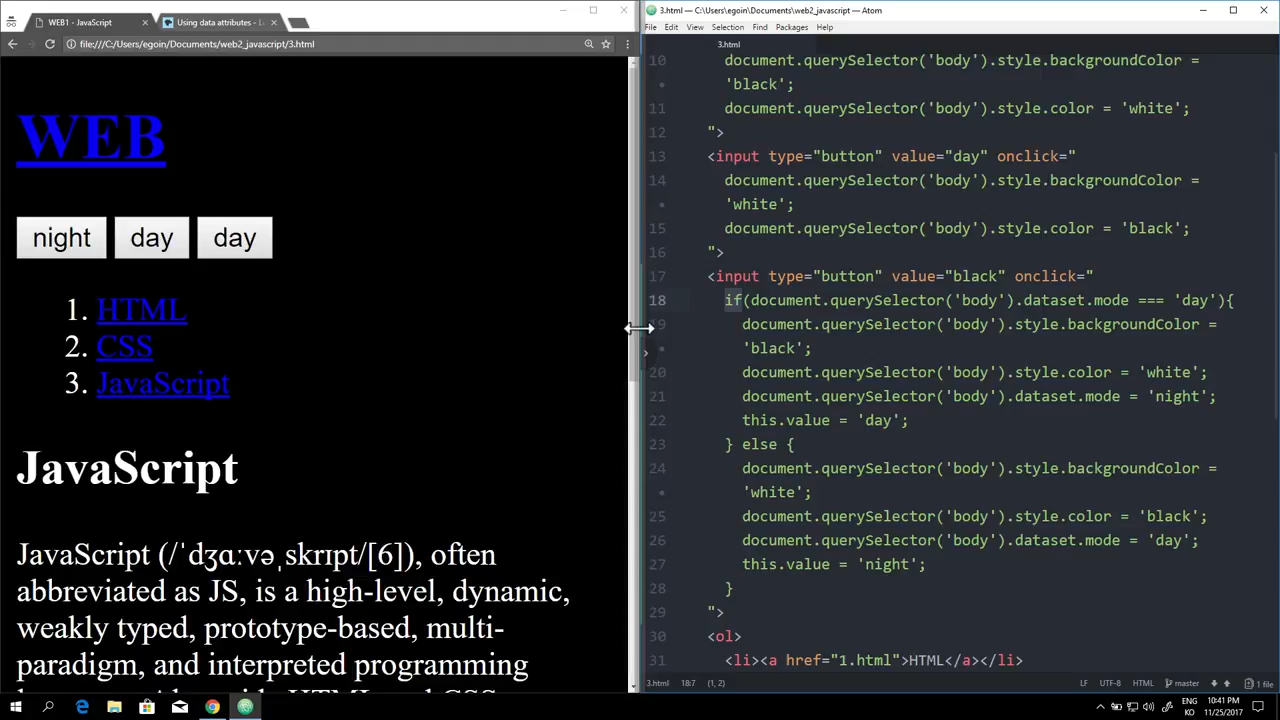 WEB1 - JavaScript
Using data attributes - L
file:///C:/Users/egoin/Documents/web2_javascript/3.html
WEB
night day day
1. HTML
2. CSS
3. JavaScript
JavaScript
JavaScript (/ˈdʒɑːvəˌskrɪpt/[6]), often
abbreviated as JS, is a high-level, dynamic,
weakly typed, prototype-based, multi-
paradigm, and interpreted programming
3.html — C:\Users\egoin\Documents\web2_javascript — Atom
File Edit View Selection Find Packages Help
3.html
10 document.querySelector('body').style.backgroundColor =
'black';
11 document.querySelector('body').style.color = 'white';
12 ">
13 <input type="button" value="day" onclick="
14 document.querySelector('body').style.backgroundColor =
'white';
15 document.querySelector('body').style.color = 'black';
16 ">
17 <input type="button" value="black" onclick="
18 if(document.querySelector('body').dataset.mode === 'day'){
19 document.querySelector('body').style.backgroundColor =
'black';
20 document.querySelector('body').style.color = 'white';
21 document.querySelector('body').dataset.mode = 'night';
22 this.value = 'day';
23 } else {
24 document.querySelector('body').style.backgroundColor =
'white';
25 document.querySelector('body').style.color = 'black';
26 document.querySelector('body').dataset.mode = 'day';
27 this.value = 'night';
28 }
29 ">
30 <ol>
31 <li><a href="1.html">HTML</a></li>
3.html 18:7 (1, 2) LF UTF-8 HTML master 1 file
ENG
KO
10:41 PM
11/25/2017